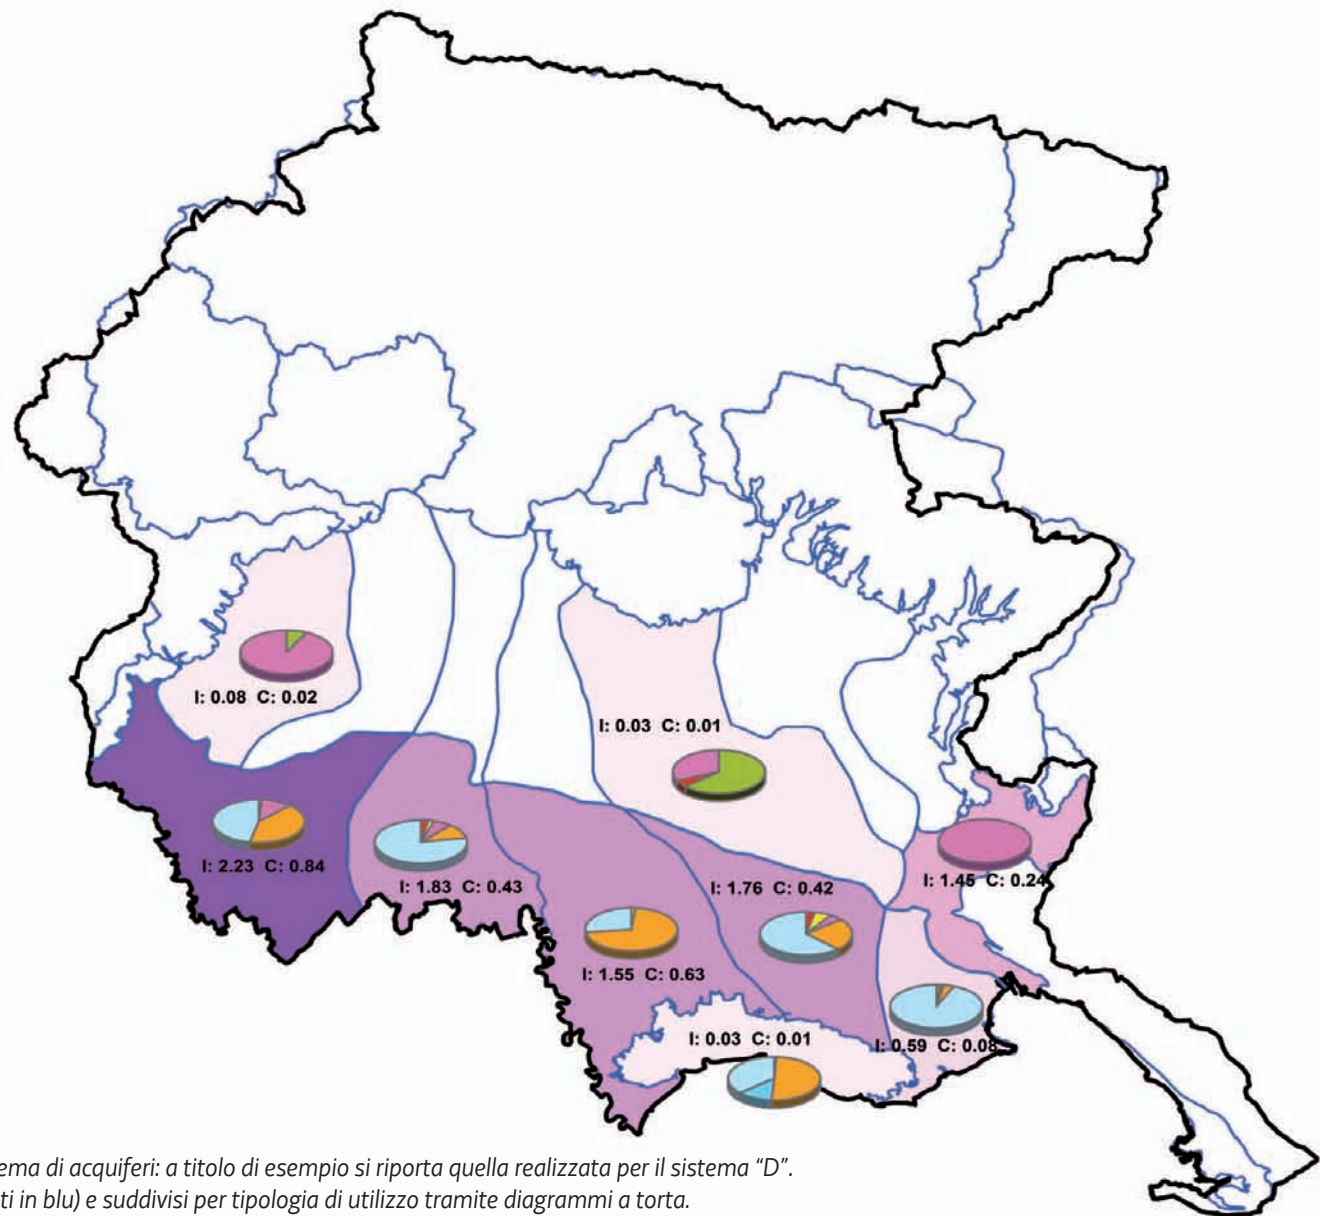 I: 0.08 C: 0.02
I: 0.03 C: 0.01
I: 2.23 C: 0.84
I: 1.83 C: 0.43
I: 1.76 C: 0.42
I: 1.45 C: 0.24
I: 1.55 C: 0.63
I: 0.03 C: 0.01
I: 0.59 C: 0.08
ema di acquiferi: a titolo di esempio si riporta quella realizzata per il sistema “D”.
ti in blu) e suddivisi per tipologia di utilizzo tramite diagrammi a torta.